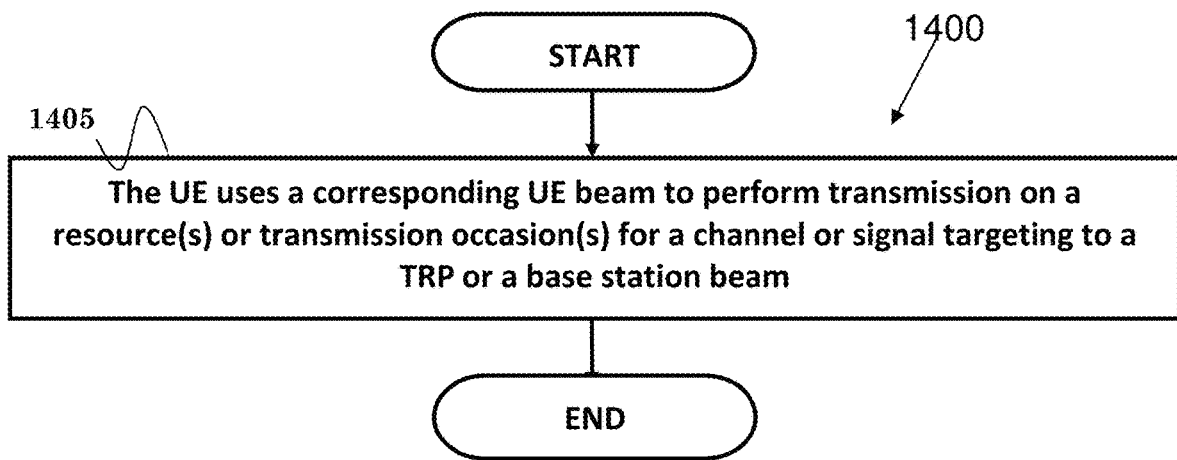 START
1400
1405
The UE uses a corresponding UE beam to perform transmission on a
resource(s) or transmission occasion(s) for a channel or signal targeting to a
TRP or a base station beam
END